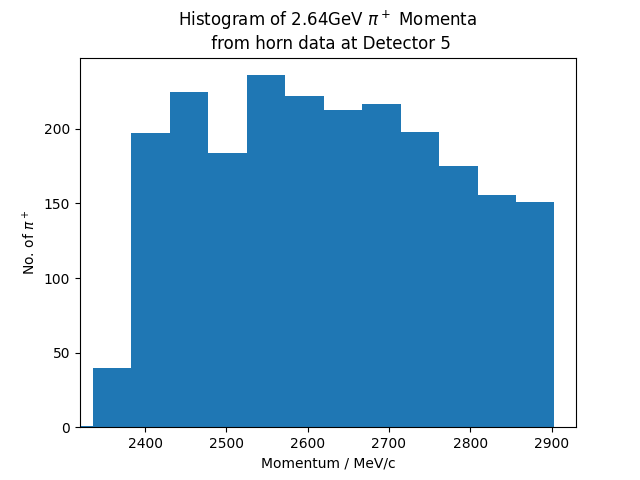 Histogram of 2.64GeV π⁺ Momenta
from horn data at Detector 5
No. of π⁺
200
150
100
50
0
2400 2500 2600 2700 2800 2900
Momentum / MeV/c